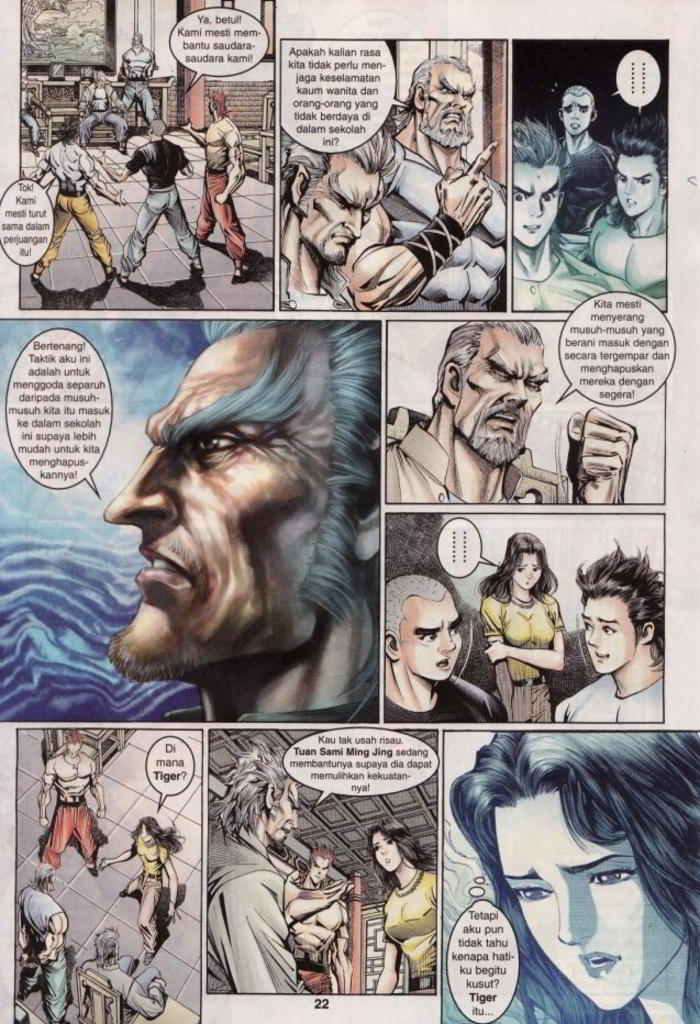 Ya, betul!
Kami mesti mem-
bantu saudara-
saudara kami!
Tok!
Kami
mesti turut
sama dalam
perjuangan
itu!
Apakah kalian rasa
kita tidak perlu men-
jaga keselamatan
kaum wanita dan
orang-orang yang
tidak berdaya di
dalam sekolah
ini?
Bertenang!
Taktik aku ini
adalah untuk
menggoda separuh
daripada musuh-
musuh kita itu masuk
ke dalam sekolah
ini supaya lebih
mudah untuk kita
menghapus-
kannya!
Kita mesti
menyerang
musuh-musuh yang
berani masuk dengan
secara tergempar dan
menghapuskan
mereka dengan
segera!
Di
mana
Tiger?
Kau tak usah risau.
Tuan Sami Ming Jing sedang
membantunya supaya dia dapat
memulihkan kekuatan-
nya!
Tetapi
aku pun
tidak tahu
kenapa hati-
ku begitu
kusut?
Tiger
itu...
22